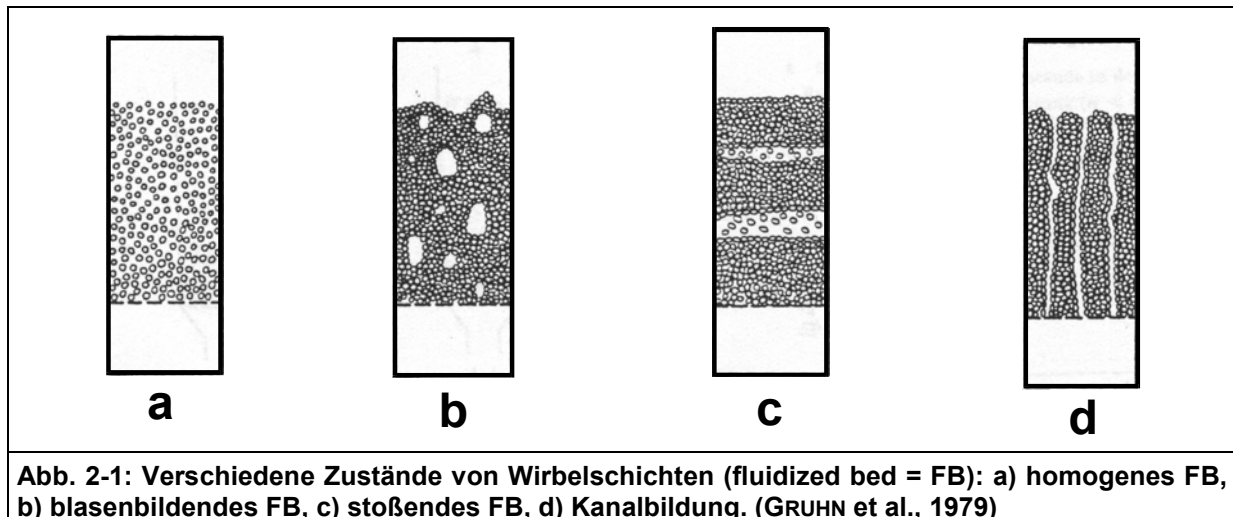 a
b
c
d
Abb. 2-1: Verschiedene Zustände von Wirbelschichten (fluidized bed = FB): a) homogenes FB,
b) blasenbildendes FB, c) stoßendes FB, d) Kanalbildung. (GRUHN et al., 1979)